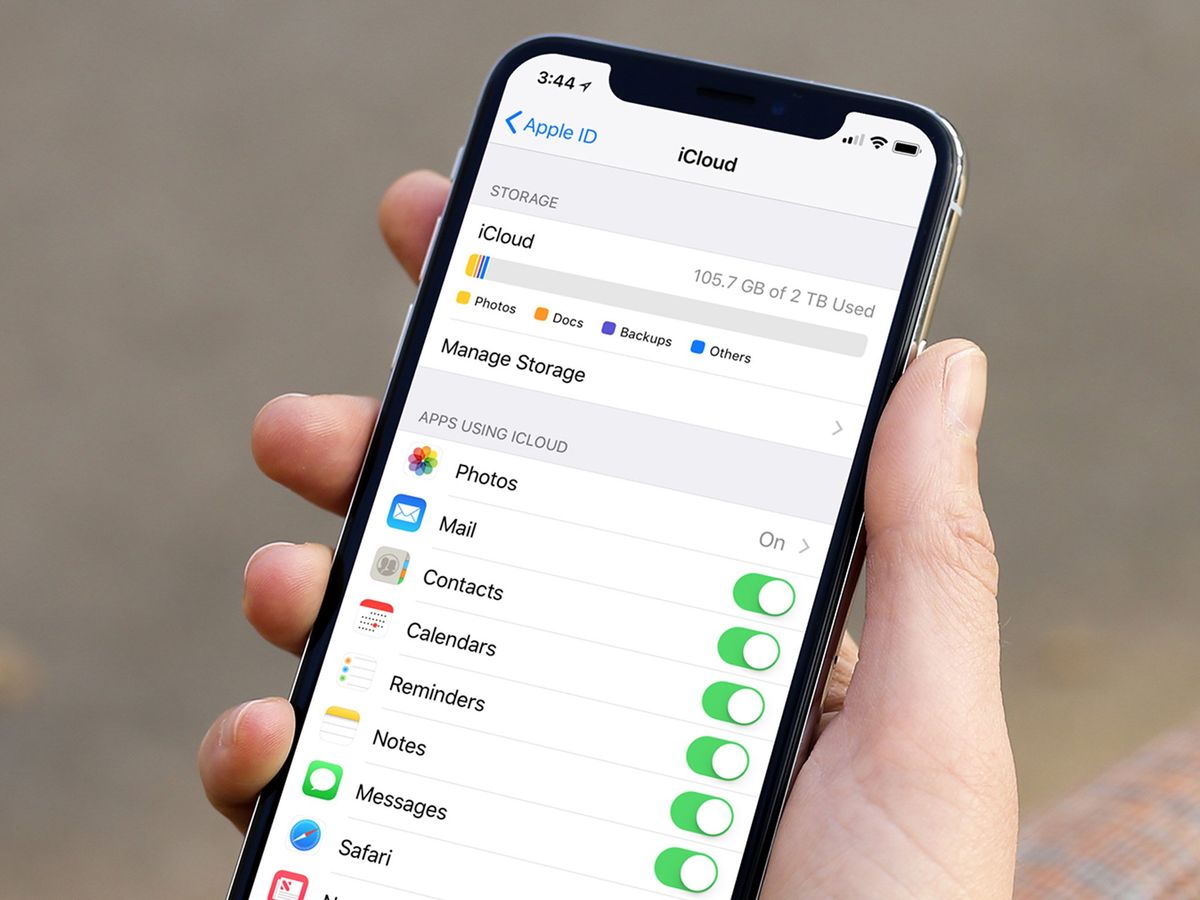 3:44
Apple ID
iCloud
STORAGE
iCloud
105.7 GB of 2 TB Used
Photos Docs Backups Others
Manage Storage
APPS USING ICLOUD
Photos
On
Mail
Contacts
Calendars
Reminders
Notes
Messages
Safari